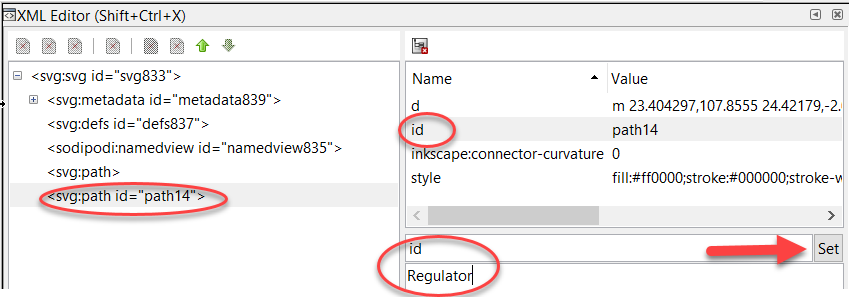 XML Editor (Shift+Ctrl+X)
<svg:svg id="svg833">
<svg:metadata id="metadata839">
<svg:defs id="defs837">
<sodipodi:namedview id="namedview835">
<svg:path>
<svg:path id="path14">
Name Value
d m 23.404297,107.8555 24.42179,-2.
id path14
inkscape:connector-curvature 0
style fill:#ff0000;stroke:#000000;stroke-w
id Set
Regulator